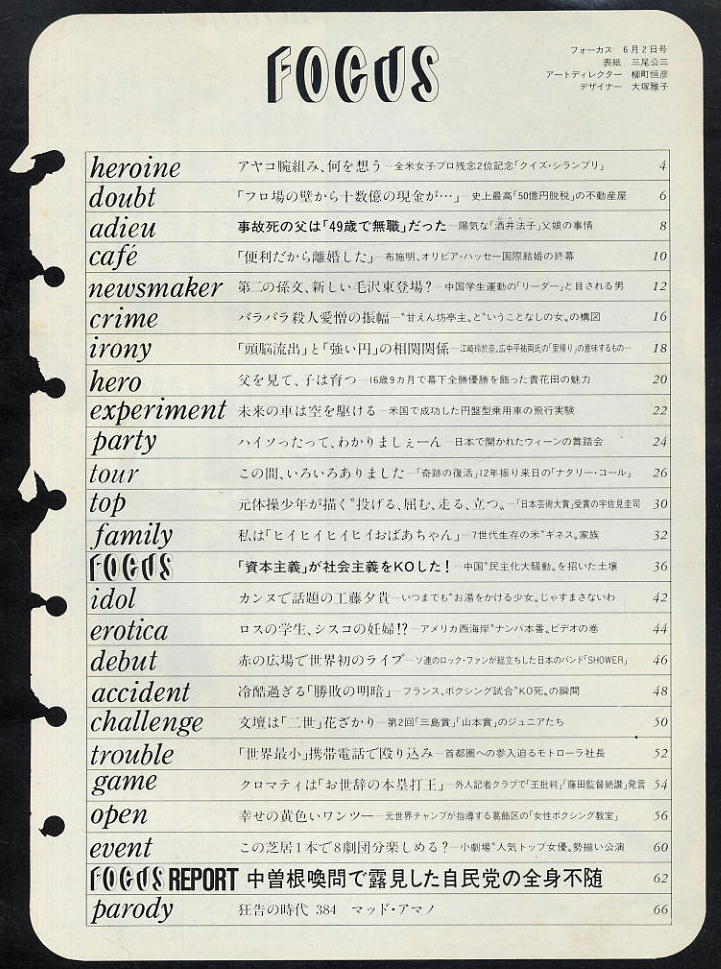 FOCUS
フォーカス 6月2日号
表紙 三尾公三
アートディレクター 柳町恒彦
デザイナー 大塚雅子
heroine アヤコ腕組み、何を想う—全米女子プロ残念2位記念「クイズ・シランプリ」 4
doubt 「フロ場の壁から十数億の現金が…」—史上最高「50億円脱税」の不動産屋 6
adieu 事故死の父は「49歳で無職」だった—陽気な「酒井法子」父娘の事情 8
café 「便利だから離婚した」—布施明、オリビア・ハッセー国際結婚の終幕 10
newsmaker 第二の孫文、新しい毛沢東登場?—中国学生運動の「リーダー」と目される男 12
crime バラバラ殺人愛憎の振幅—“甘えん坊亭主〟と“いうことなしの女〟の構図 16
irony 「頭脳流出」と「強い円」の相関関係—江崎玲於奈、広中平祐両氏の「里帰り」の意味するもの… 18
hero 父を見て、子は育つ—16歳9カ月で幕下全勝優勝を飾った貴花田の魅力 20
experiment 未来の車は空を駆ける—米国で成功した円盤型乗用車の飛行実験 22
party ハイソったって、わかりましぇーん—日本で開かれたウィーンの舞踏会 24
tour この間、いろいろありました—「奇跡の復活」12年振り来日の「ナタリー・コール」 26
top 元体操少年が描く“投げる、屈む、走る、立つ〟—「日本芸術大賞」受賞の宇佐見圭司 30
family 私は「ヒイヒイヒイヒイおばあちゃん」—7世代生存の米“ギネス〟家族 32
FOCUS 「資本主義」が社会主義をKOした!—中国“民主化大騒動〟を招いた土壌 36
idol カンヌで話題の工藤夕貴—いつまでも“お湯をかける少女〟じゃすまさないわ 42
erotica ロスの学生、シスコの妊婦!?—アメリカ西海岸“ナンパ本番〟ビデオの巻 44
debut 赤の広場で世界初のライブ—ソ連のロック・ファンが総立ちした日本のバンド「SHOWER」 46
accident 冷酷過ぎる「勝敗の明暗」—フランス、ボクシング試合“KO死〟の瞬間 48
challenge 文壇は「二世」花ざかり—第2回「三島賞」「山本賞」のジュニアたち 50
trouble 「世界最小」携帯電話で殴り込み—首都圏への参入迫るモトローラ社長 52
game クロマティは「お世辞の本塁打王」—外人記者クラブで「王批判」「藤田監督絶讃」発言 54
open 幸せの黄色いワンツー—元世界チャンプが指導する葛飾区の「女性ボクシング教室」 56
event この芝居1本で8劇団分楽しめる?—小劇場“人気トップ女優〟勢揃い公演 60
FOCUS REPORT 中曽根喚問で露見した自民党の全身不随 62
parody 狂告の時代 384 マッド・アマノ 66